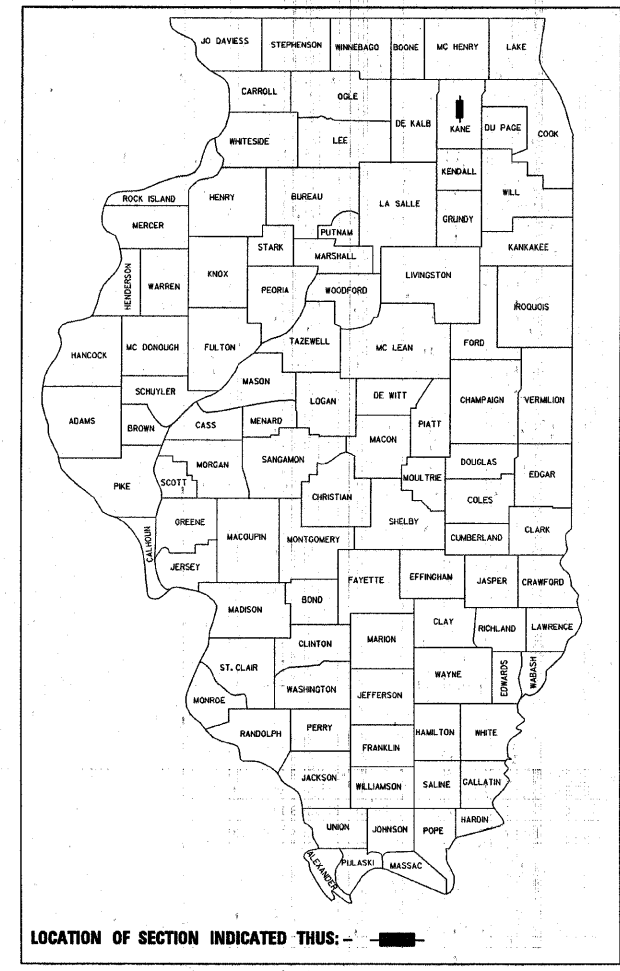 JO DAVIESS STEPHENSON WINNEBAGO BOONE MC HENRY LAKE
CARROLL OGLE DE KALB KANE DU PAGE COOK
WHITESIDE LEE
KENDALL
ROCK ISLAND HENRY BUREAU LA SALLE GRUNDY WILL
MERCER PUTNAM
STARK MARSHALL KANKAKEE
HENDERSON WARREN KNOX PEORIA WOODFORD LIVINGSTON IROQUOIS
HANCOCK MC DONOUGH FULTON TAZEWELL MC LEAN FORD
SCHUYLER MASON LOGAN DE WITT CHAMPAIGN VERMILION
ADAMS BROWN CASS MENARD MACON PIATT
PIKE SCOTT MORGAN SANGAMON MOULTRIE DOUGLAS EDGAR
CHRISTIAN COLES
CALHOUN GREENE MACOUPIN MONTGOMERY SHELBY CUMBERLAND CLARK
JERSEY FAYETTE EFFINGHAM JASPER CRAWFORD
MADISON BOND
CLINTON MARION CLAY RICHLAND LAWRENCE
ST. CLAIR WASHINGTON JEFFERSON WAYNE EDWARDS WABASH
MONROE
RANDOLPH PERRY FRANKLIN HAMILTON WHITE
JACKSON WILLIAMSON SALINE GALLATIN
UNION JOHNSON POPE HARDIN
ALEXANDER PULASKI MASSAC
LOCATION OF SECTION INDICATED THUS: -